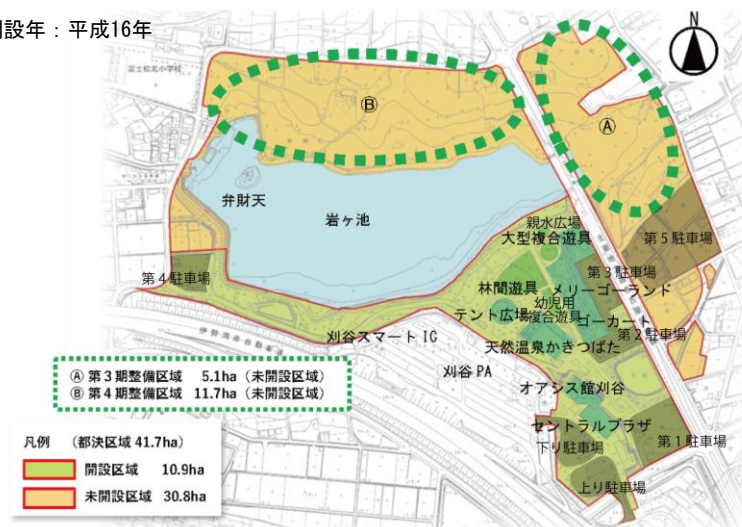 開設年：平成16年
N
富士松北小学校
Ⓑ
Ⓐ
弁財天
岩ヶ池
親水広場
大型複合遊具
第5駐車場
第4駐車場
林間遊具
第3駐車場
メリーゴーランド
幼児用
テント広場
複合遊具
ゴーカート
伊勢湾岸自動車道
刈谷スマートIC
第2駐車場
天然温泉かきつばた
刈谷PA
オアシス館刈谷
セントラルプラザ
第1駐車場
下り駐車場
上り駐車場
Ⓐ 第3期整備区域 5.1ha（未開設区域）
Ⓑ 第4期整備区域 11.7ha（未開設区域）
凡例 （都決区域 41.7ha）
開設区域 10.9ha
未開設区域 30.8ha